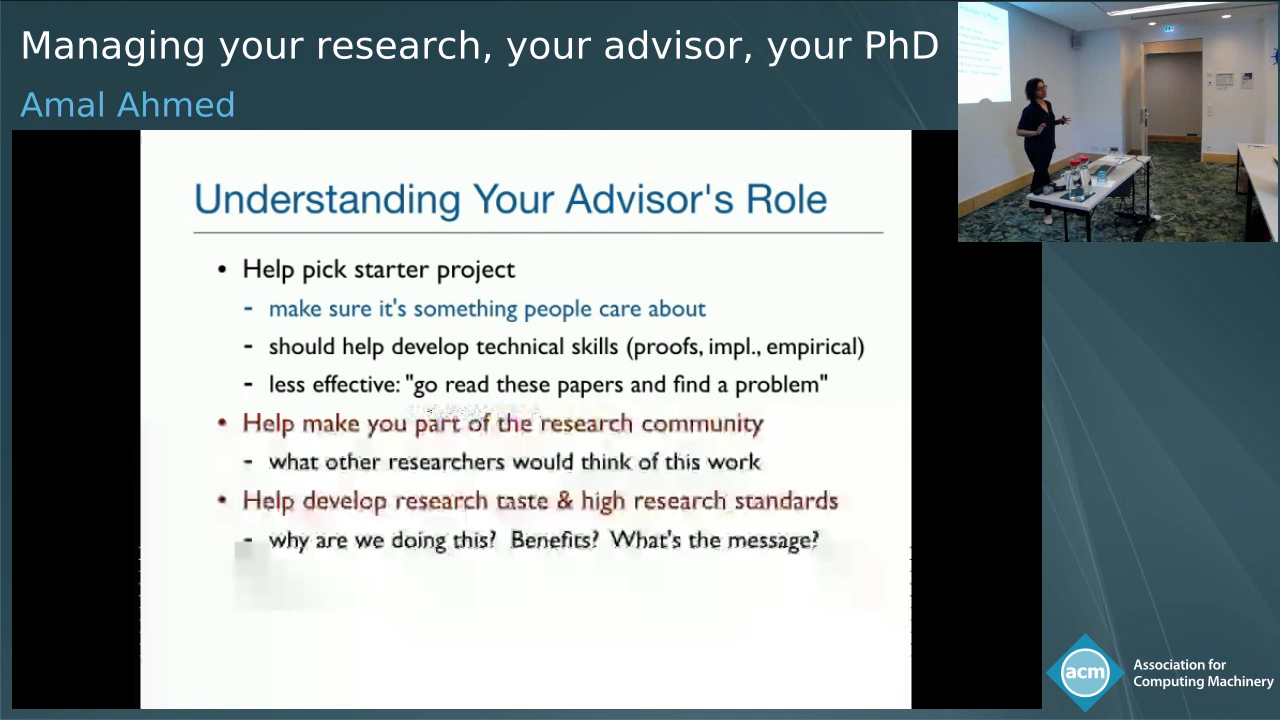 Managing your research, your advisor, your PhD
Amal Ahmed
Understanding Your Advisor's Role
• Help pick starter project
- make sure it's something people care about
- should help develop technical skills (proofs, impl., empirical)
- less effective: "go read these papers and find a problem"
• Help make you part of the research community
- what other researchers would think of this work
• Help develop research taste & high research standards
- why are we doing this? Benefits? What's the message?
acm
Association for
Computing Machinery